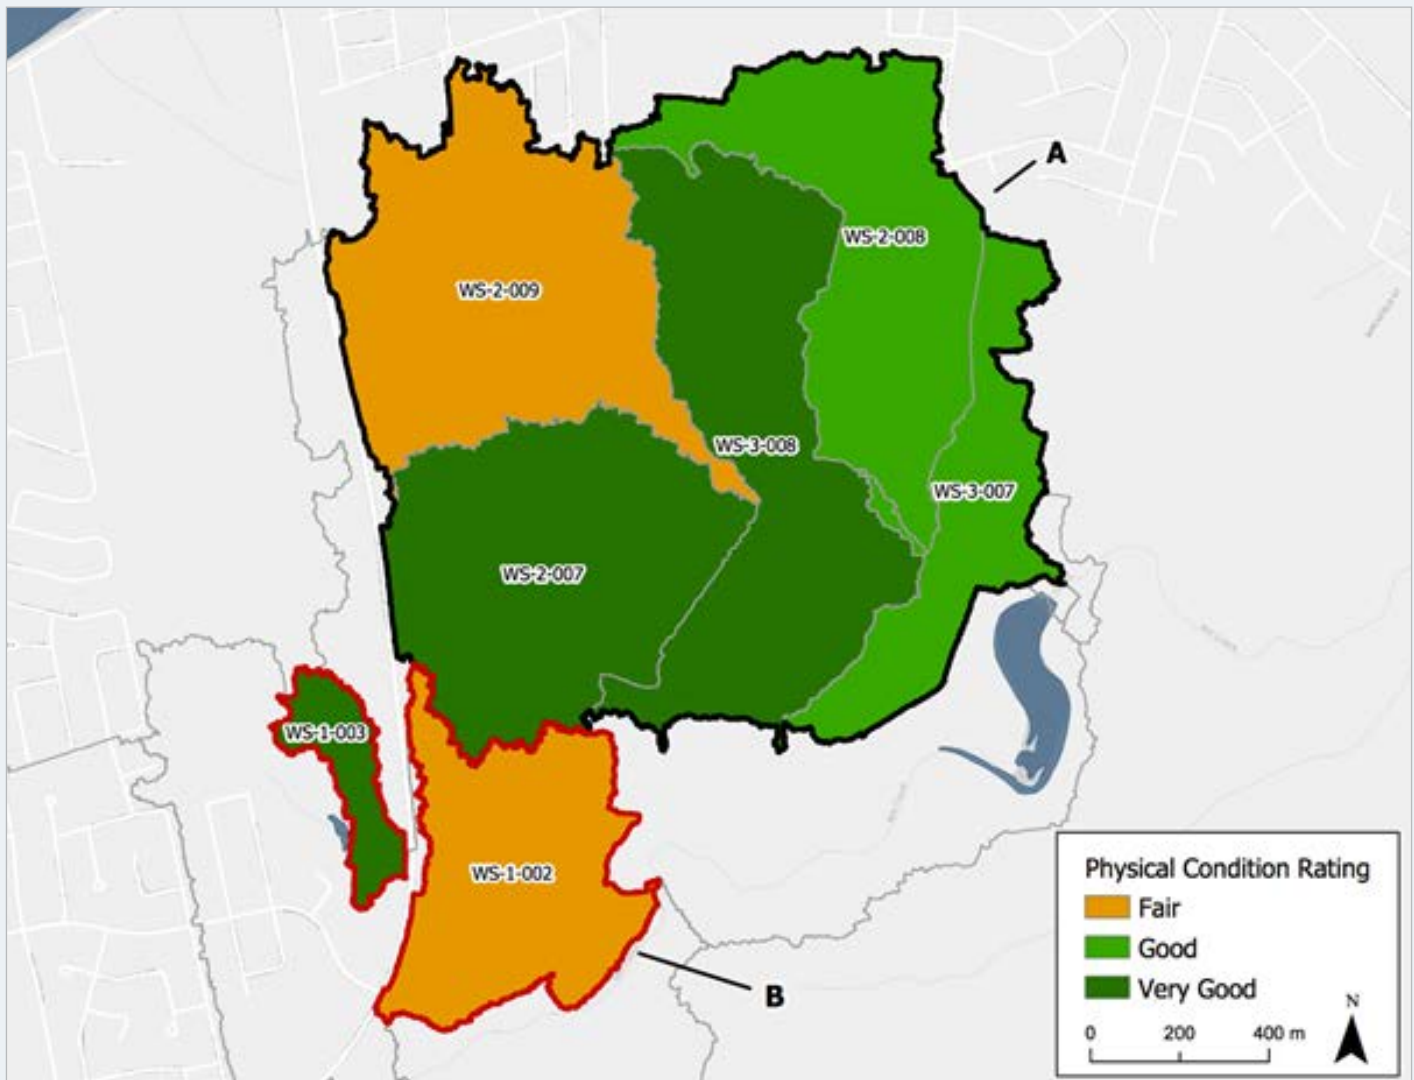 A
WS-2-008
WS-2-009
WS-3-008
WS-3-007
WS-2-007
WS-1-003
WS-1-002
B
Physical Condition Rating
Fair
Good
Very Good
N
0 200 400 m